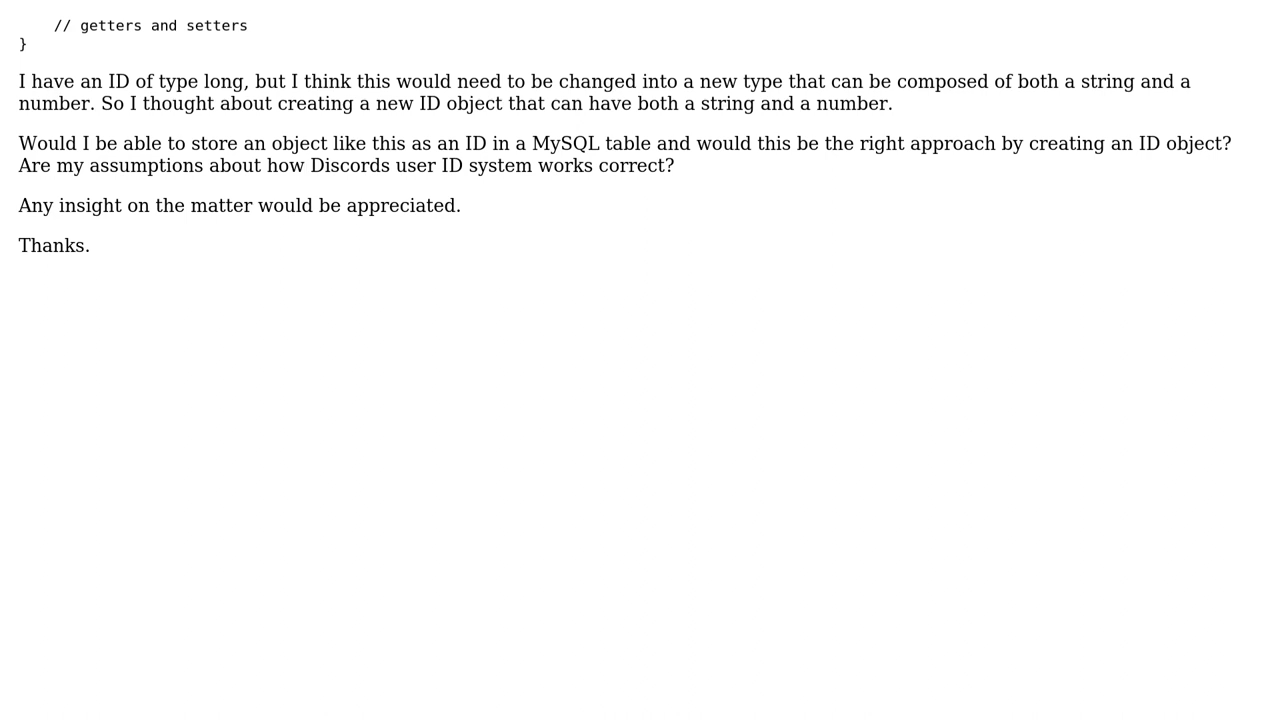 // getters and setters
}
I have an ID of type long, but I think this would need to be changed into a new type that can be composed of both a string and a
number. So I thought about creating a new ID object that can have both a string and a number.
Would I be able to store an object like this as an ID in a MySQL table and would this be the right approach by creating an ID object?
Are my assumptions about how Discords user ID system works correct?
Any insight on the matter would be appreciated.
Thanks.